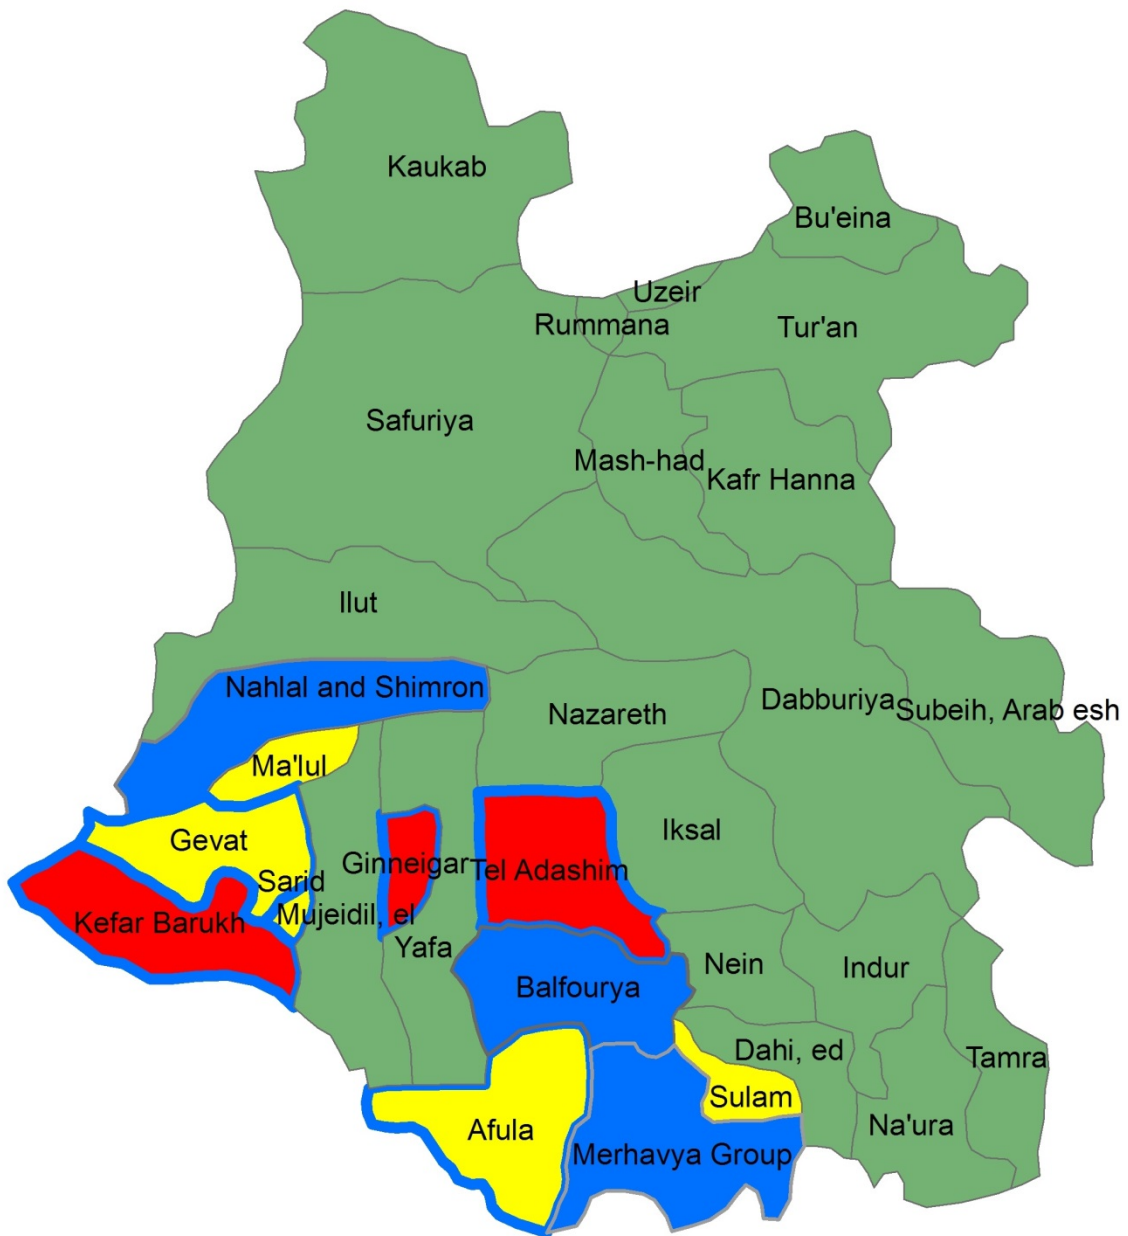 Kaukab
Bu'eina
Uzeir
Rummana
Tur'an
Safuriya
Mash-had
Kafr Hanna
Ilut
Nahlal and Shimron
Nazareth
Dabburiya
Subeih, Arab esh
Ma'lul
Gevat
Iksal
Ginneigar
Tel Adashim
Sarid
Kefar Barukh
Mujeidil, el
Yafa
Nein
Indur
Balfourya
Dahi, ed
Tamra
Sulam
Afula
Na'ura
Merhavya Group